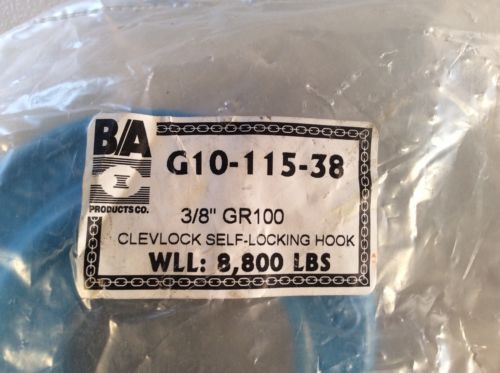 B/A
PRODUCTS CO.
G10-115-38
3/8" GR100
CLEVLOCK SELF-LOCKING HOOK
WLL: 8,800 LBS